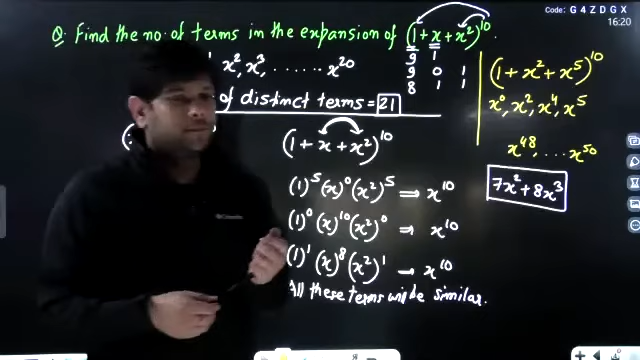 Code: G 4 Z D G X
16:20
Q. Find the no. of terms in the expansion of (1+x+x²)¹⁰
9 1
9 0 1
8 1 1
x², x³, ....... x²⁰
of distinct terms = 21
(1+x+x²)¹⁰
(1)⁵ (x)⁰ (x²)⁵ ⇒ x¹⁰
(1)⁰ (x)¹⁰ (x²)⁰ ⇒ x¹⁰
(1)¹ (x)⁸ (x²)¹ → x¹⁰
All these terms will be similar.
(1+x²+x⁵)¹⁰
x⁰, x², x⁴, x⁵
x⁴⁸, .... x⁵⁰
7x²+8x³
Columbia